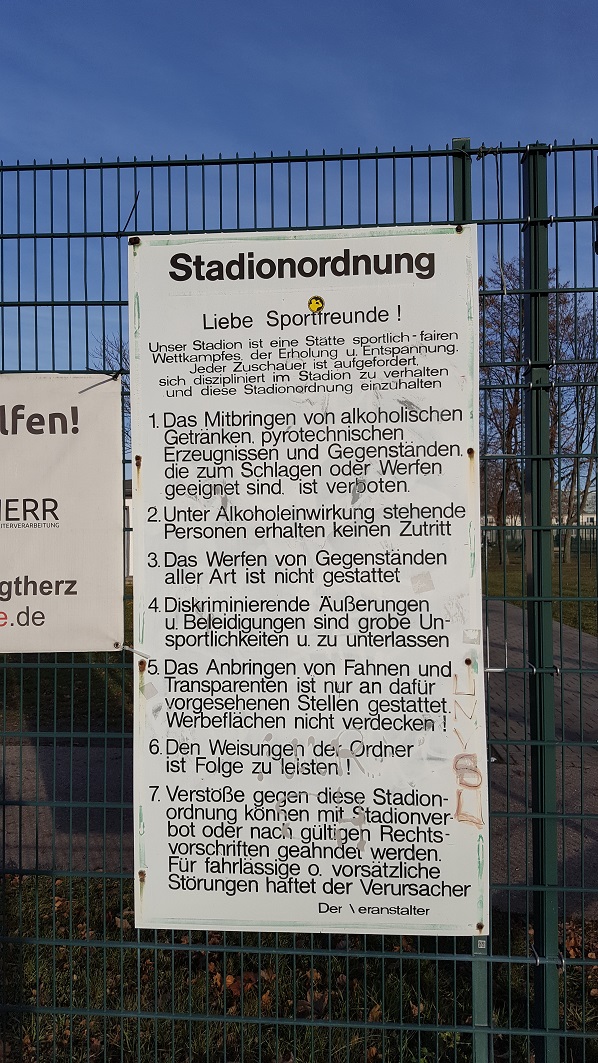 Stadionordnung
Liebe Sportfreunde !
Unser Stadion ist eine Stätte sportlich-fairen
Wettkampfes, der Erholung u. Entspannung.
Jeder Zuschauer ist aufgefordert,
sich diszipliniert im Stadion zu verhalten
und diese Stadionordnung einzuhalten
1. Das Mitbringen von alkoholischen
Getränken, pyrotechnischen
Erzeugnissen und Gegenständen,
die zum Schlagen oder Werfen
geeignet sind, ist verboten.
2. Unter Alkoholeinwirkung stehende
Personen erhalten keinen Zutritt
3. Das Werfen von Gegenständen
aller Art ist nicht gestattet
4. Diskriminierende Äußerungen
u. Beleidigungen sind grobe Un-
sportlichkeiten u. zu unterlassen
5. Das Anbringen von Fahnen und
Transparenten ist nur an dafür
vorgesehenen Stellen gestattet.
Werbeflächen nicht verdecken !
6. Den Weisungen der Ordner
ist Folge zu leisten !
7. Verstöße gegen diese Stadion-
ordnung können mit Stadionver-
bot oder nach gültigen Rechts-
vorschriften geahndet werden.
Für fahrlässige o. vorsätzliche
Störungen haftet der Verursacher
Der Veranstalter
lfen!
HERR
ITERVERARBEITUNG
gtherz
e.de